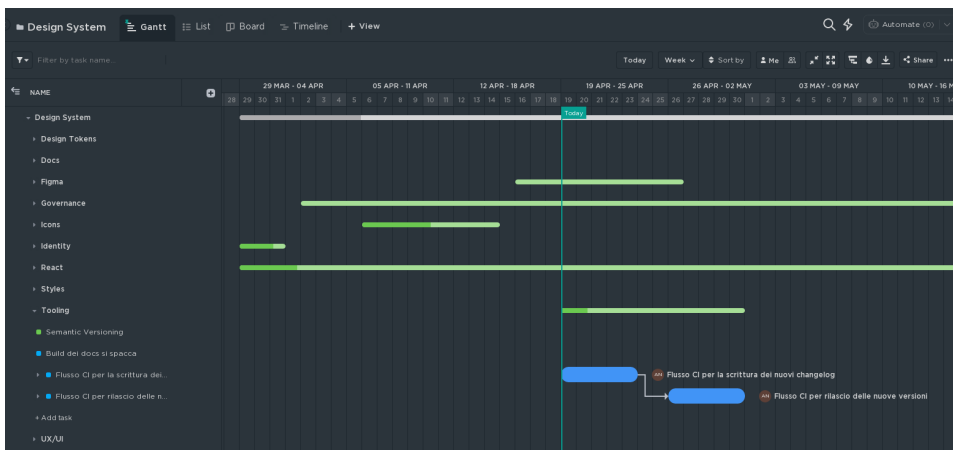 Design System Gantt List Board Timeline + View Automate (0)
Filter by task name... Today Week Sort by Me Share
NAME 29 MAR - 04 APR 05 APR - 11 APR 12 APR - 18 APR 19 APR - 25 APR 26 APR - 02 MAY 03 MAY - 09 MAY 10 MAY - 16 M
28 29 30 31 1 2 3 4 5 6 7 8 9 10 11 12 13 14 15 16 17 18 19 20 21 22 23 24 25 26 27 28 29 30 1 2 3 4 5 6 7 8 9 10 11 12 13 14
Today
Design System
Design Tokens
Docs
Figma
Governance
Icons
Identity
React
Styles
Tooling
Semantic Versioning
Build dei docs si spacca
Flusso CI per la scrittura dei... AN Flusso CI per la scrittura dei nuovi changelog
Flusso CI per rilascio delle n... AN Flusso CI per rilascio delle nuove versioni
+ Add task
UX/UI